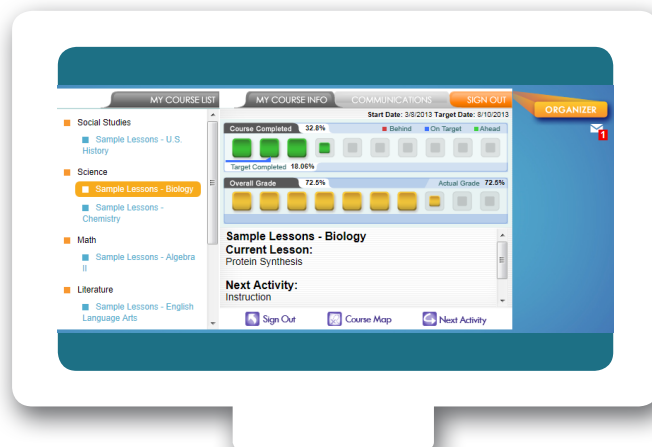 MY COURSE LIST
MY COURSE INFO
COMMUNICATIONS
SIGN OUT
ORGANIZER
1
Social Studies
Sample Lessons - U.S.
History
Science
Sample Lessons - Biology
Sample Lessons -
Chemistry
Math
Sample Lessons - Algebra
II
Literature
Sample Lessons - English
Language Arts
Start Date: 3/8/2013 Target Date: 8/10/2013
Course Completed 32.8% Behind On Target Ahead
Target Completed 18.06%
Overall Grade 72.5% Actual Grade 72.5%
Sample Lessons - Biology
Current Lesson:
Protein Synthesis
Next Activity:
Instruction
Sign Out Course Map Next Activity